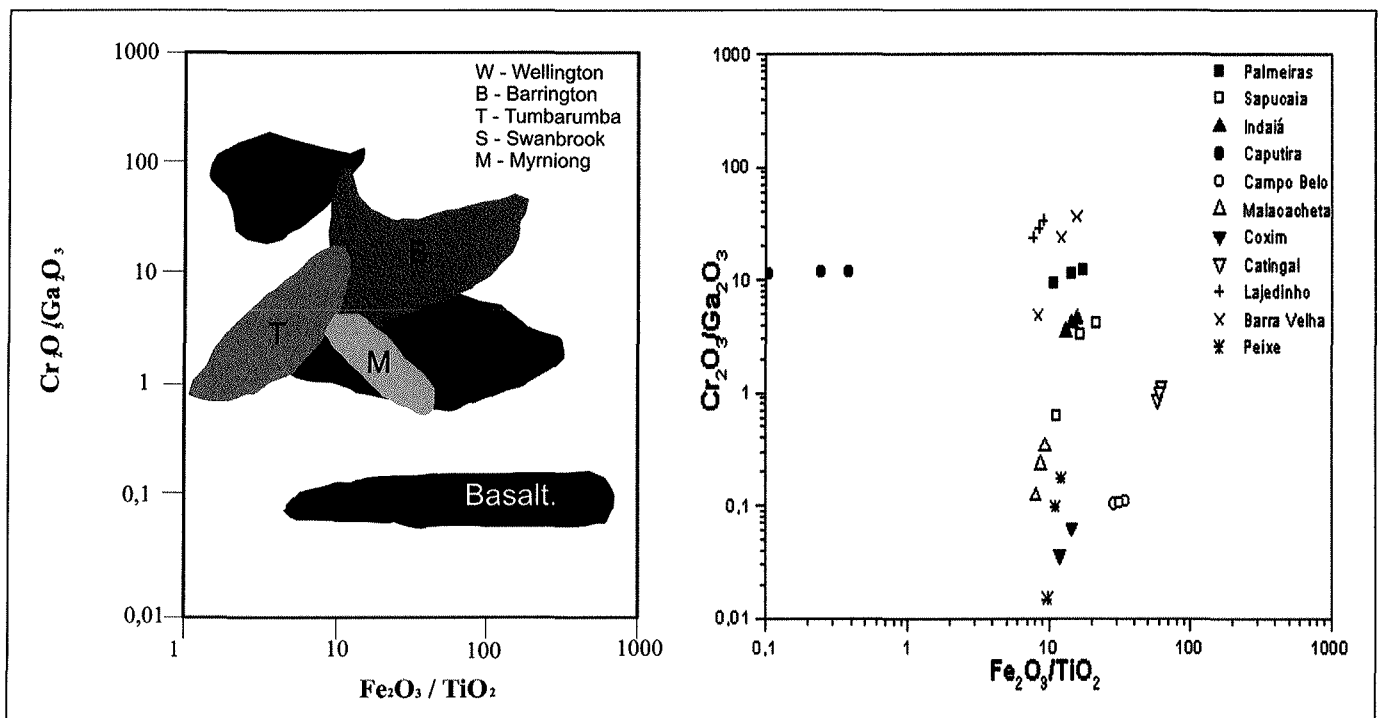 1000
100
10
1
0,1
0,01
1
10
100
1000
Cr₂O₃/Ga₂O₃
Fe₂O₃ / TiO₂
W - Wellington
B - Barrington
T - Tumbarumba
S - Swanbrook
M - Myrniong
B
T
M
Basalt.
1000
100
10
1
0,1
0,01
0,1
1
10
100
1000
Cr₂O₃/Ga₂O₃
Fe₂O₃/TiO₂
Palmeiras
Sapucaia
Indaiá
Caputira
Campo Belo
Malacacheta
Coxim
Catingal
Lajedinho
Barra Velha
Peixe